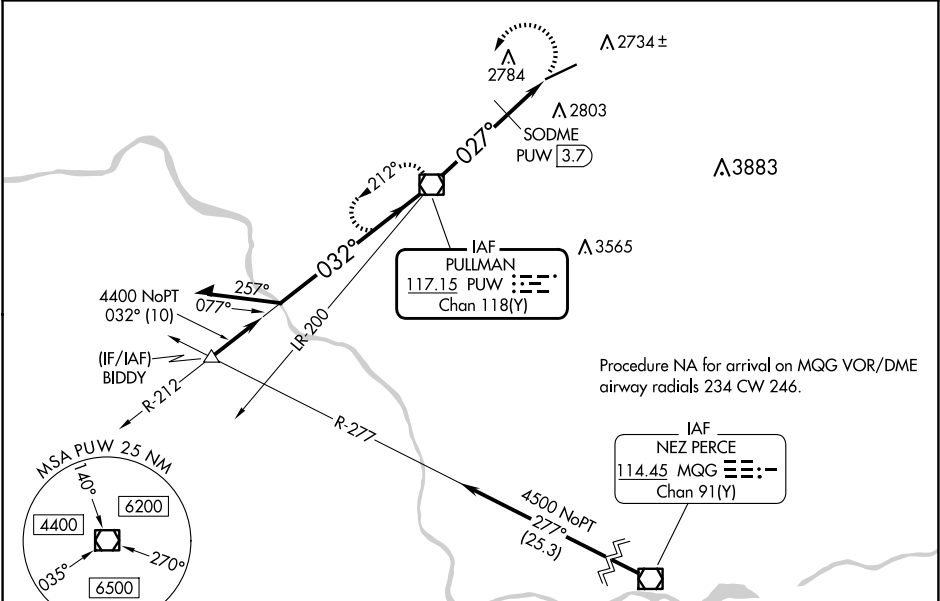 2784
2734±
2803
SODME
PUW 3.7
3883
027°
212°
032°
IAF
PULLMAN
117.15 PUW
Chan 118(Y)
3565
257°
077°
4400 NoPT
032° (10)
LR-200
(IF/IAF)
BIDDY
R-212
R-277
Procedure NA for arrival on MQG VOR/DME
airway radials 234 CW 246.
IAF
NEZ PERCE
114.45 MQG
Chan 91(Y)
4500 NoPT
277°
(25.3)
MSA PUW 25 NM
140°
6200
4400
270°
035°
6500